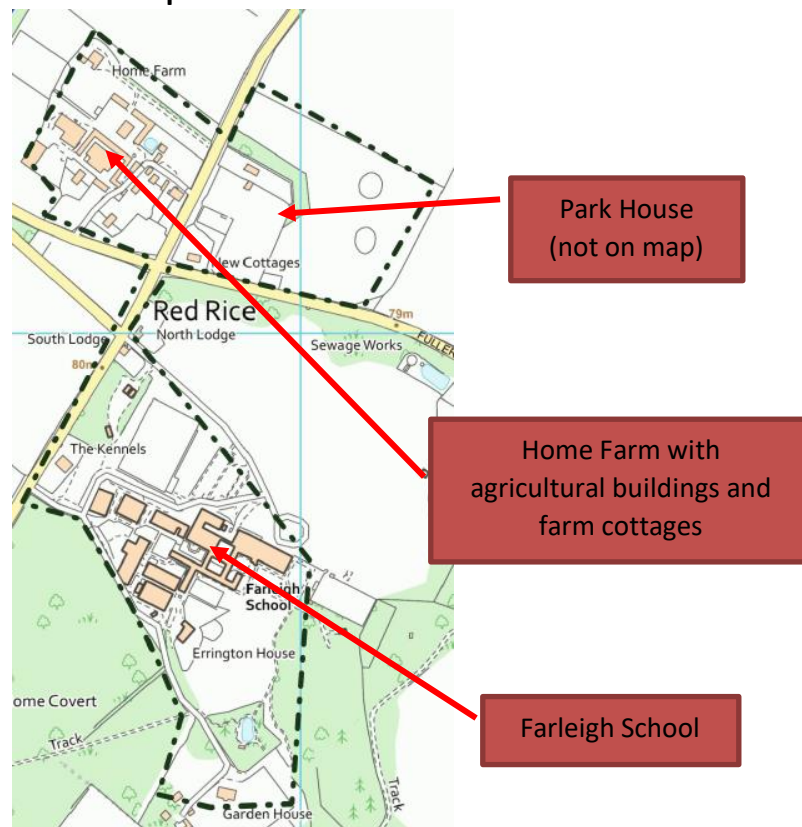 Home Farm
Park House
(not on map)
New Cottages
Red Rice
79m
South Lodge
North Lodge
Sewage Works
FULLER
80m
Home Farm with
agricultural buildings and
farm cottages
The Kennels
Farleigh
School
Errington House
ome Covert
Farleigh School
Track
Track
Garden House